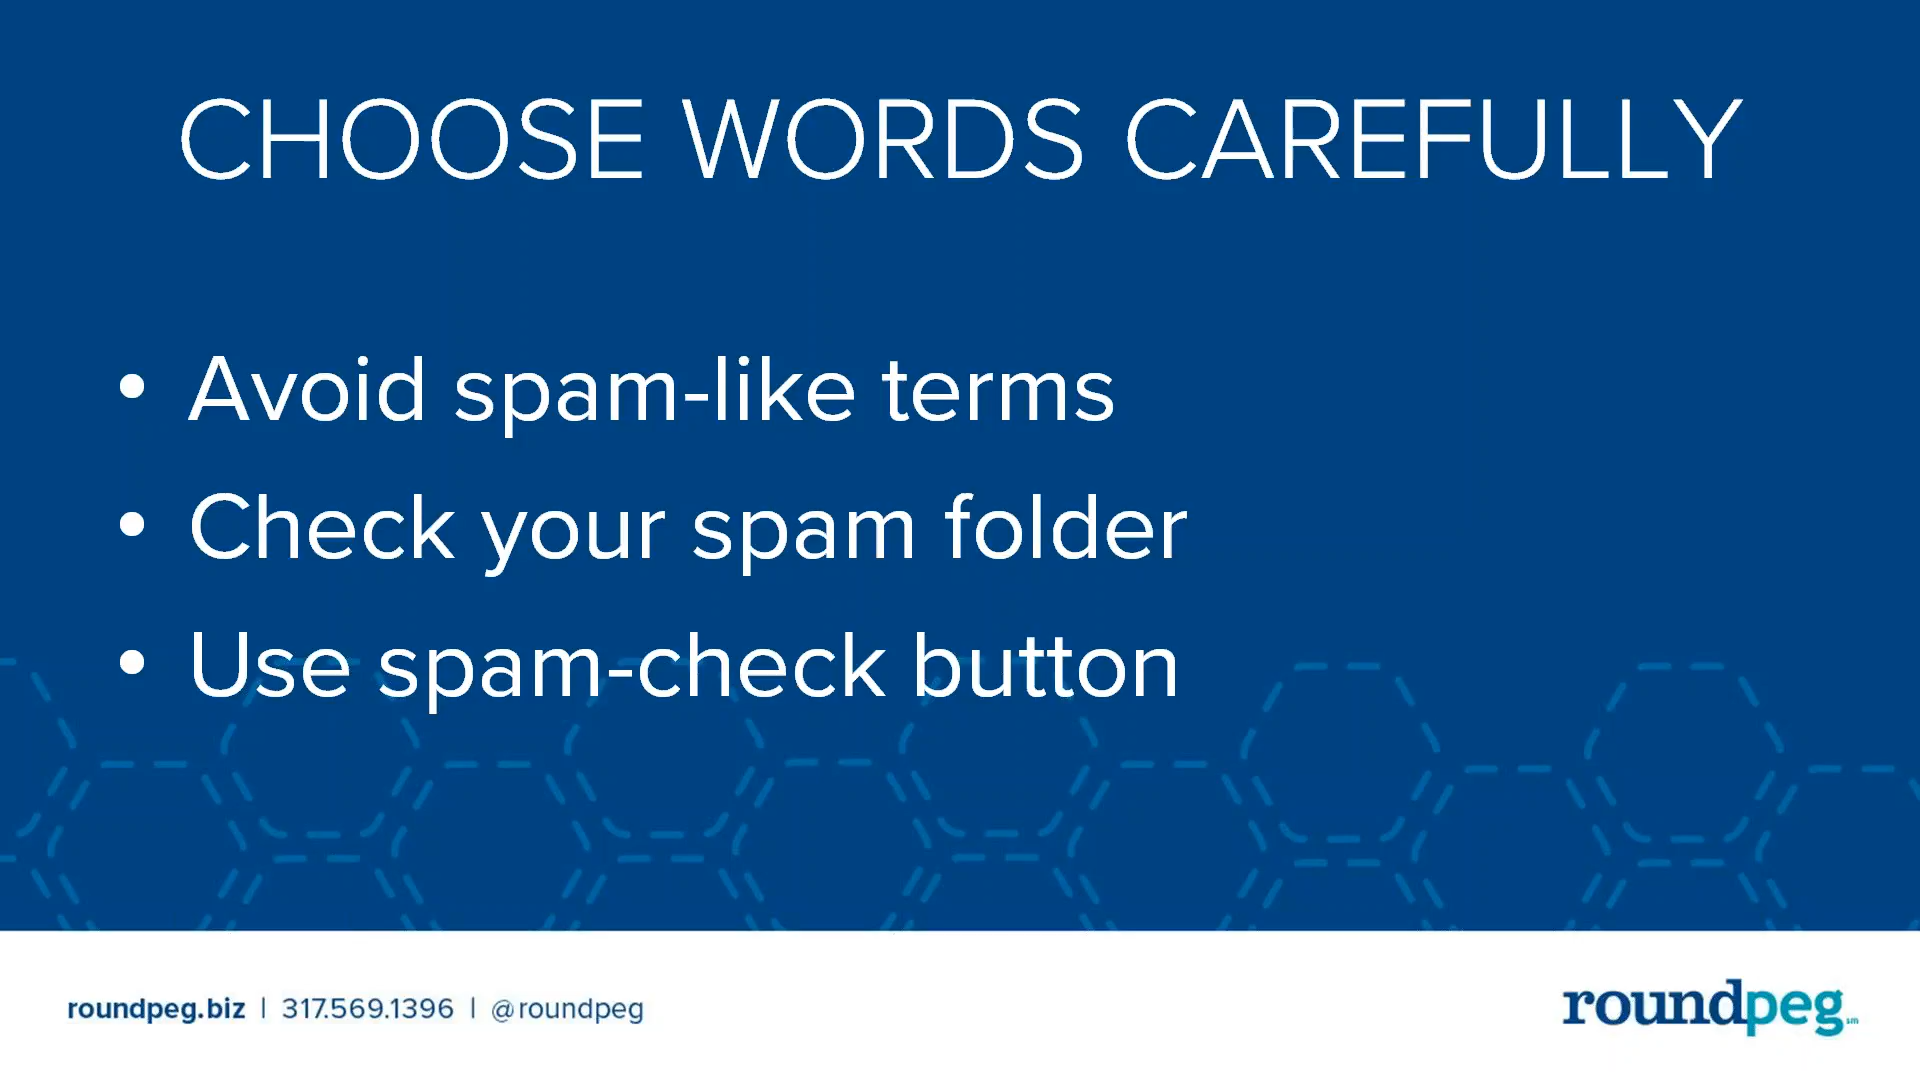 CHOOSE WORDS CAREFULLY
• Avoid spam-like terms
• Check your spam folder
• Use spam-check button
roundpeg.biz | 317.569.1396 | @roundpeg
roundpeg sm